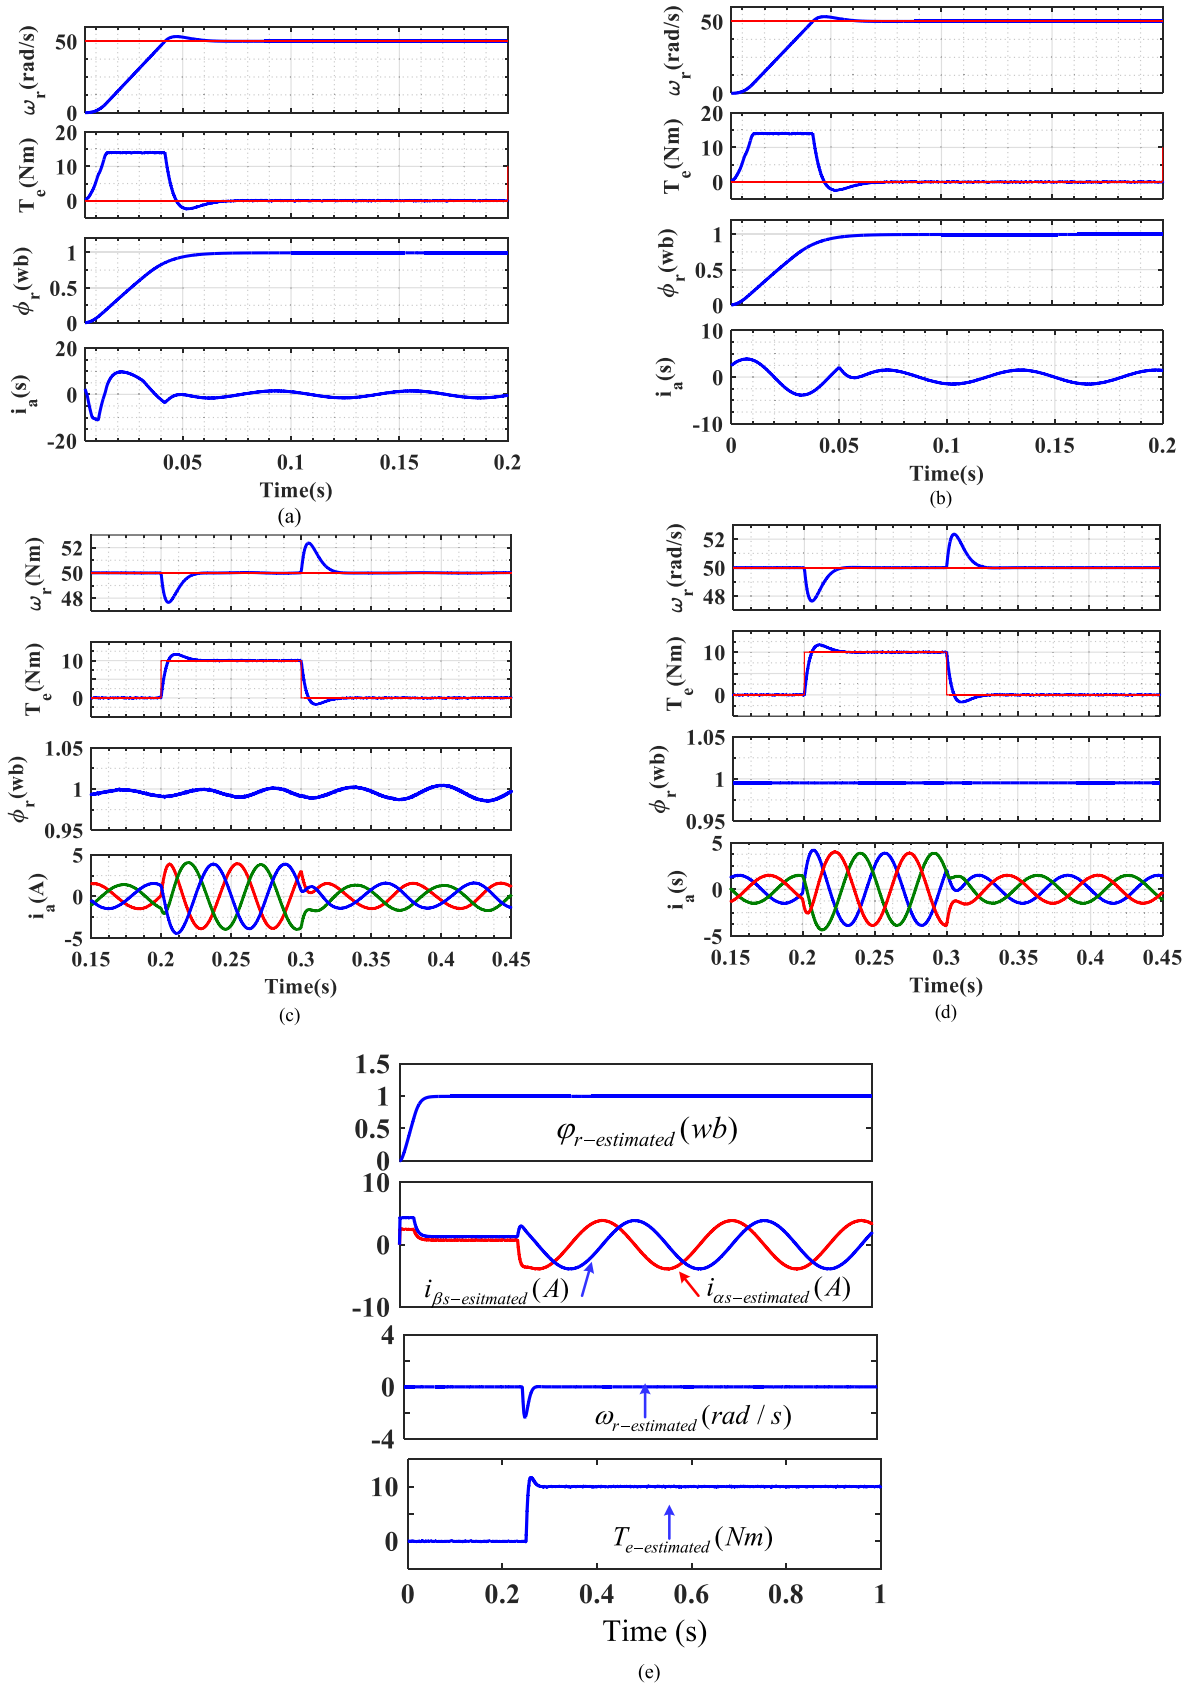 ω_r(rad/s)
50
0
T_e(Nm)
20
10
0
ϕ_r(wb)
1
0.5
0
i_a(s)
20
0
-20
0.05 0.1 0.15 0.2
Time(s)
(a)
ω_r(rad/s)
50
0
T_e(Nm)
20
10
0
ϕ_r(wb)
1
0.5
0
i_a(s)
10
0
-10
0 0.05 0.1 0.15 0.2
Time(s)
(b)
ω_r(Nm)
52
50
48
T_e(Nm)
10
0
ϕ_r(wb)
1.05
1
0.95
i_a(A)
5
0
-5
0.15 0.2 0.25 0.3 0.35 0.4 0.45
Time(s)
(c)
ω_r(rad/s)
52
50
48
T_e(Nm)
10
0
ϕ_r(wb)
1.05
1
0.95
i_a(s)
5
0
-5
0.15 0.2 0.25 0.3 0.35 0.4 0.45
Time(s)
(d)
1.5
1
0.5
0
φ_{r−estimated}(wb)
10
0
-10
i_{βs−esitmated}(A)
i_{αs−estimated}(A)
4
0
-4
ω_{r−estimated}(rad / s)
10
0
T_{e−estimated}(Nm)
0 0.2 0.4 0.6 0.8 1
Time (s)
(e)